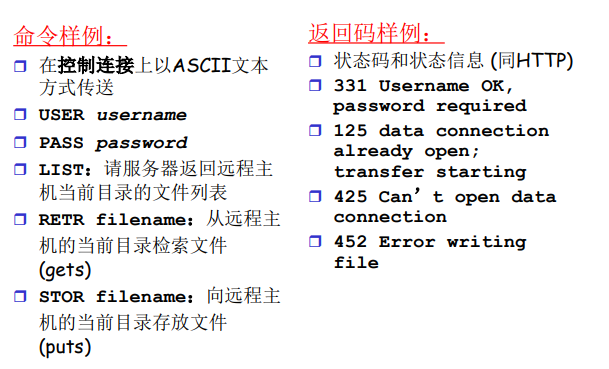 命令样例：
在控制连接上以ASCII文本
方式传送
USER username
PASS password
LIST：请服务器返回远程主
机当前目录的文件列表
RETR filename：从远程主
机的当前目录检索文件
(gets)
STOR filename：向远程主
机的当前目录存放文件
(puts)
返回码样例：
状态码和状态信息 (同HTTP)
331 Username OK,
password required
125 data connection
already open;
transfer starting
425 Can’t open data
connection
452 Error writing
file